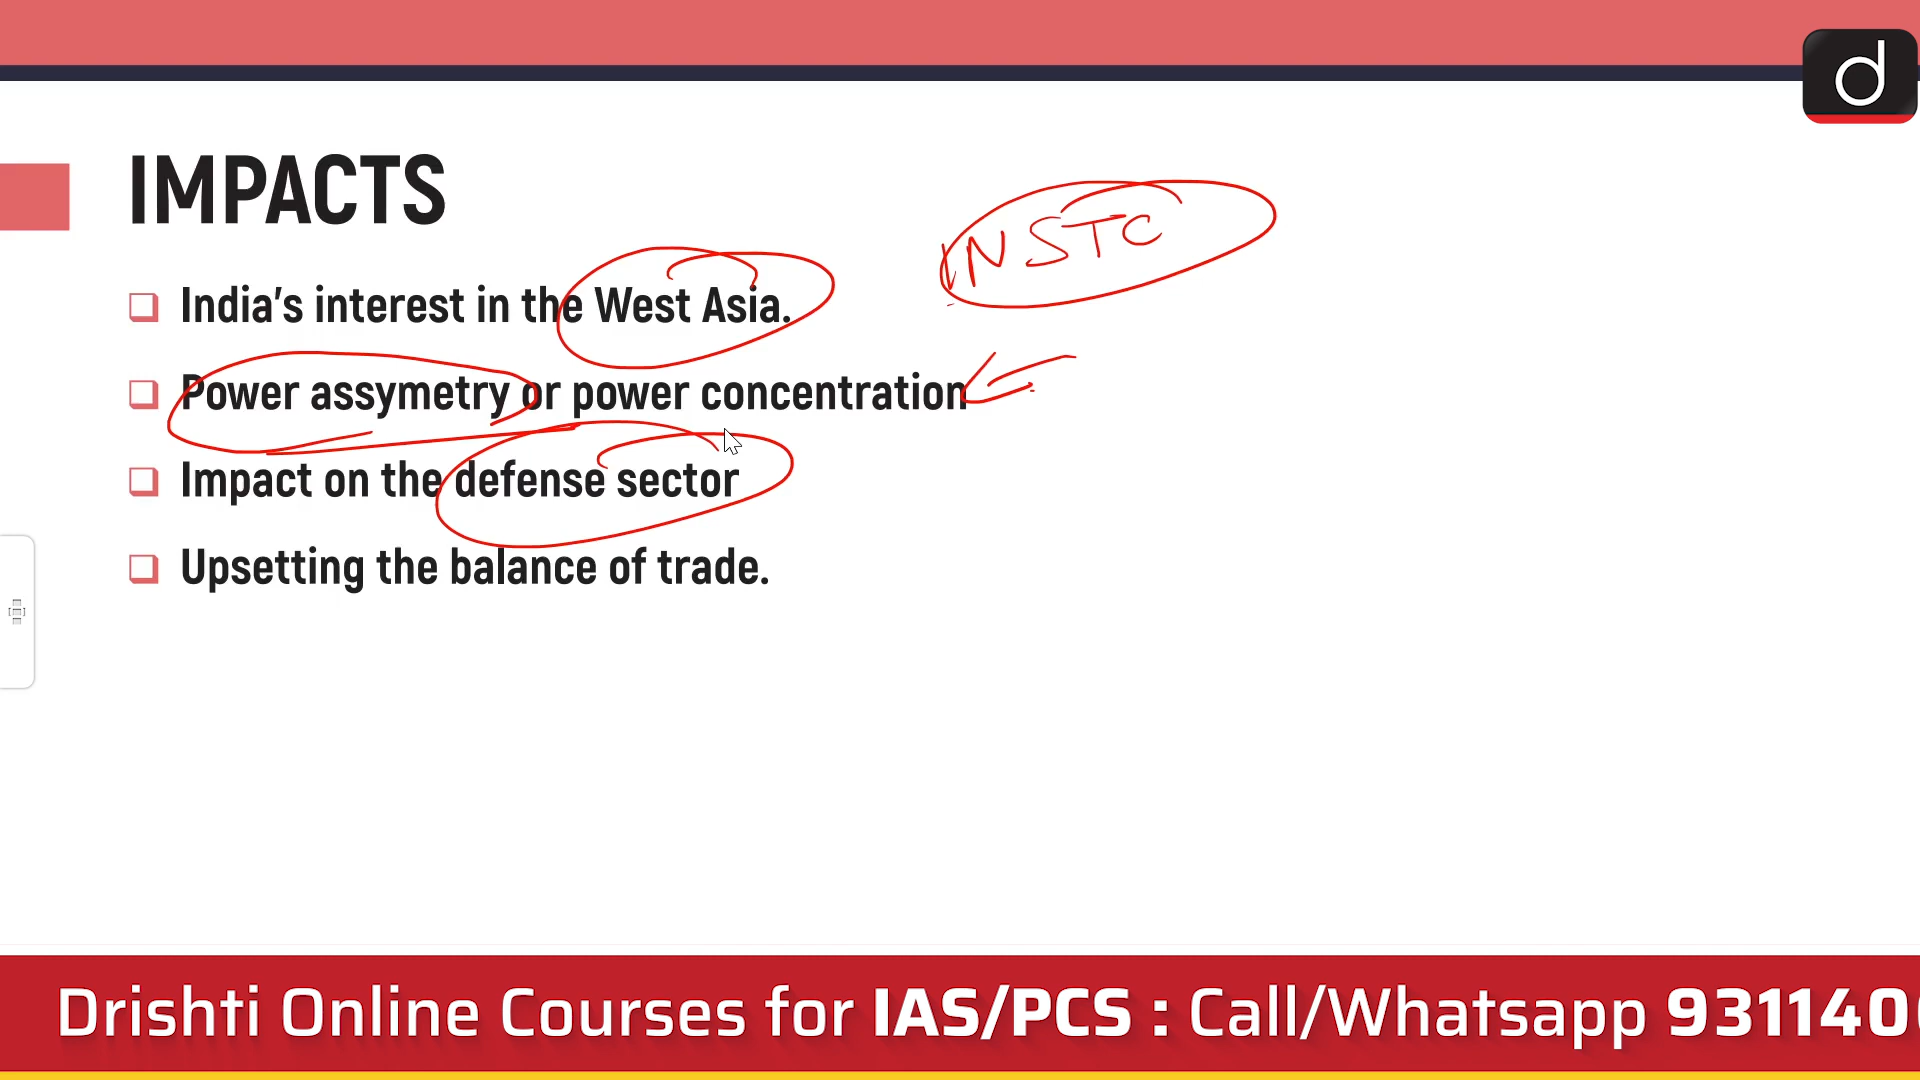 IMPACTS
INSTC
India's interest in the West Asia.
Power assymetry or power concentration
Impact on the defense sector
Upsetting the balance of trade.
Drishti Online Courses for IAS/PCS : Call/Whatsapp 9311400
d